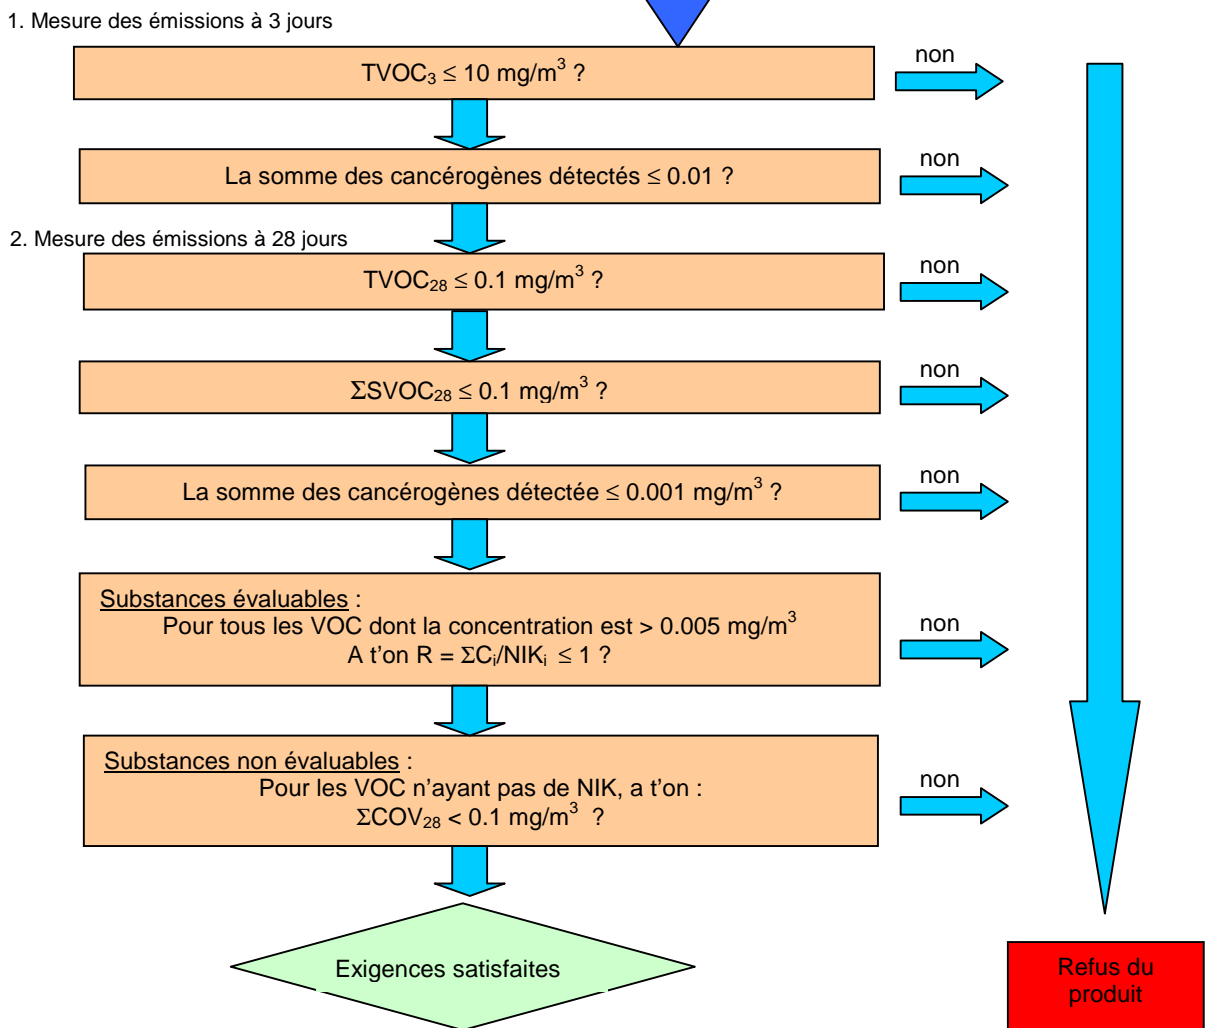 1. Mesure des émissions à 3 jours
TVOC₃ ≤ 10 mg/m³ ?
non
La somme des cancérogènes détectés ≤ 0.01 ?
non
2. Mesure des émissions à 28 jours
TVOC₂₈ ≤ 0.1 mg/m³ ?
non
ΣSVOC₂₈ ≤ 0.1 mg/m³ ?
non
La somme des cancérogènes détectée ≤ 0.001 mg/m³ ?
non
Substances évaluables :
Pour tous les VOC dont la concentration est > 0.005 mg/m³
A t'on R = ΣCᵢ/NIKᵢ ≤ 1 ?
non
Substances non évaluables :
Pour les VOC n'ayant pas de NIK, a t'on :
ΣCOV₂₈ < 0.1 mg/m³ ?
non
Exigences satisfaites
Refus du
produit